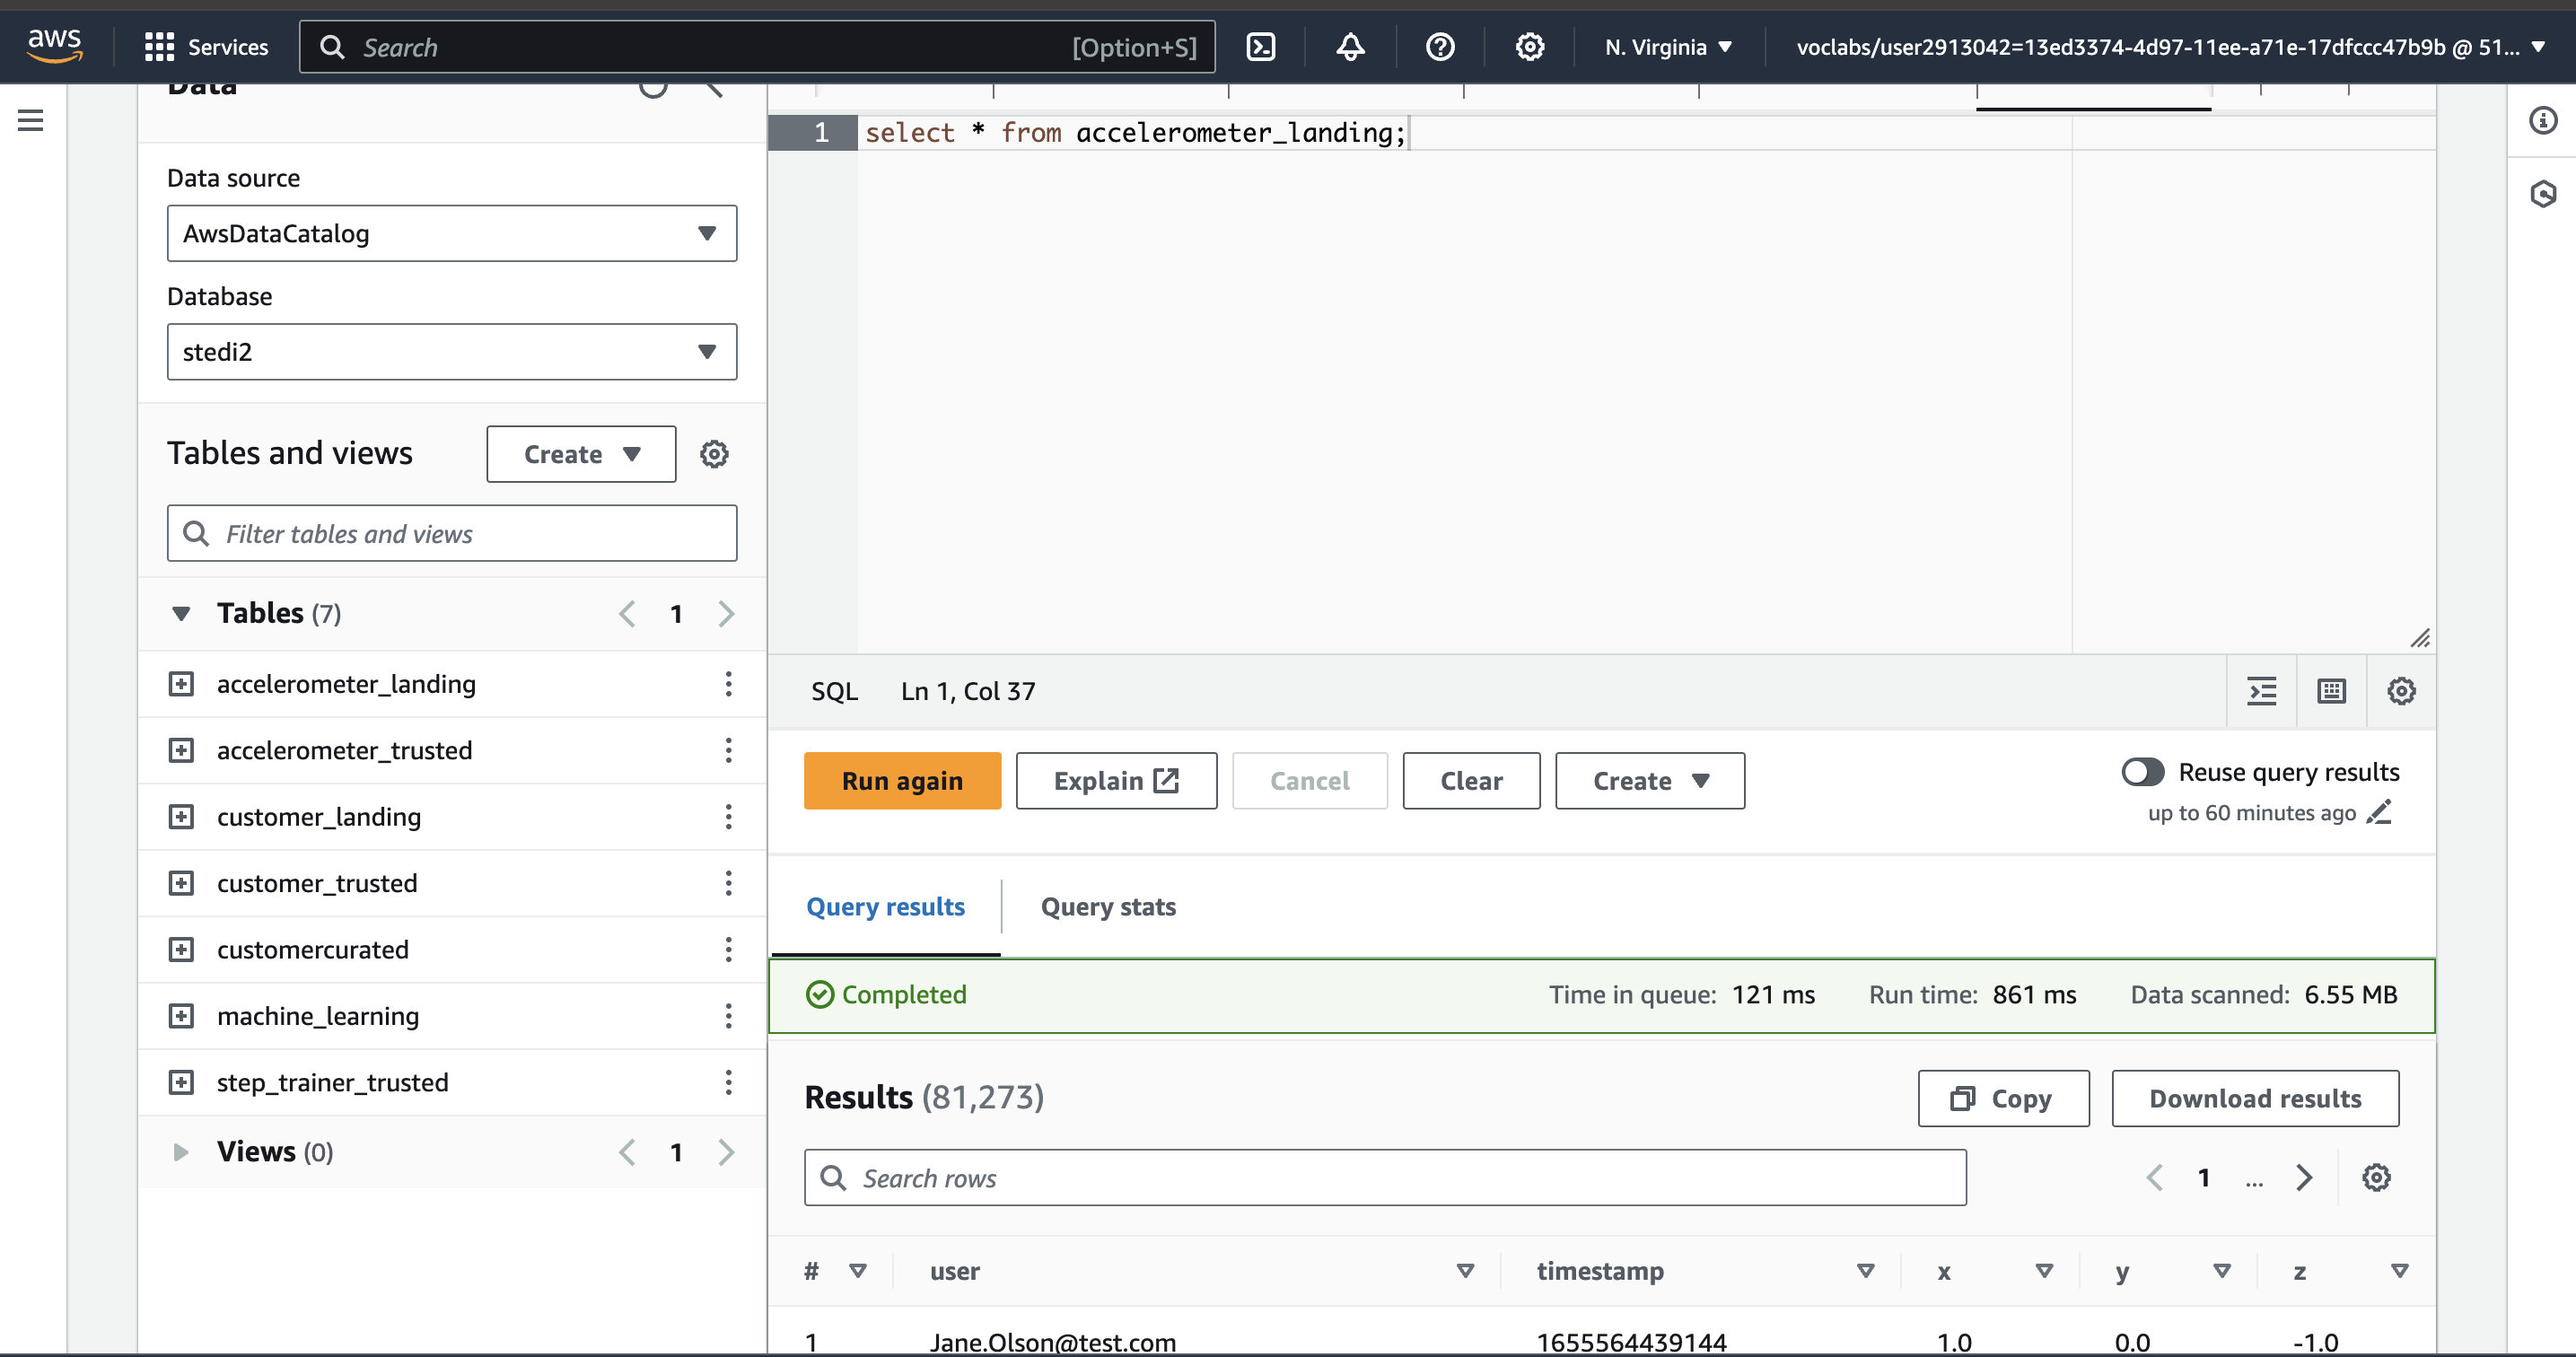 aws
Services
Search
[Option+S]
N. Virginia
voclabs/user2913042=13ed3374-4d97-11ee-a71e-17dfccc47b9b @ 51...
Data
Data source
AwsDataCatalog
Database
stedi2
Tables and views
Create
Filter tables and views
Tables (7)
1
accelerometer_landing
accelerometer_trusted
customer_landing
customer_trusted
customercurated
machine_learning
step_trainer_trusted
Views (0)
1
1
select * from accelerometer_landing;
SQL
Ln 1, Col 37
Run again
Explain
Cancel
Clear
Create
Reuse query results
up to 60 minutes ago
Query results
Query stats
Completed
Time in queue: 121 ms
Run time: 861 ms
Data scanned: 6.55 MB
Results (81,273)
Copy
Download results
Search rows
1
...
# user timestamp x y z
1 Jane.Olson@test.com 1655564439144 1.0 0.0 -1.0